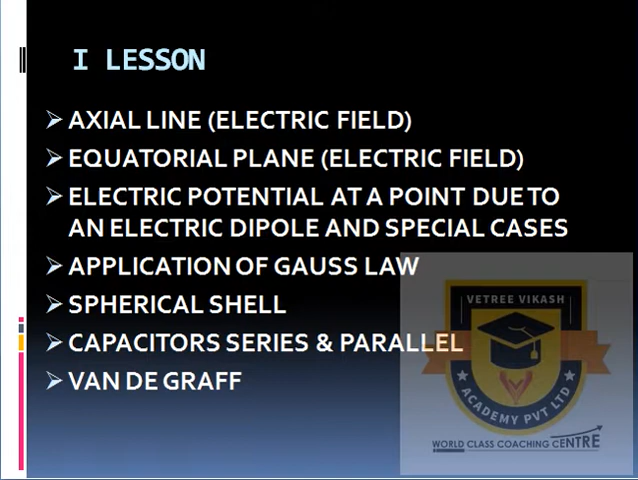 I LESSON
AXIAL LINE (ELECTRIC FIELD)
EQUATORIAL PLANE (ELECTRIC FIELD)
ELECTRIC POTENTIAL AT A POINT DUE TO
AN ELECTRIC DIPOLE AND SPECIAL CASES
APPLICATION OF GAUSS LAW
SPHERICAL SHELL
CAPACITORS SERIES & PARALLEL
VAN DE GRAFF
VETREE VIKASH
ACADEMY PVT LTD
WORLD CLASS COACHING CENTRE